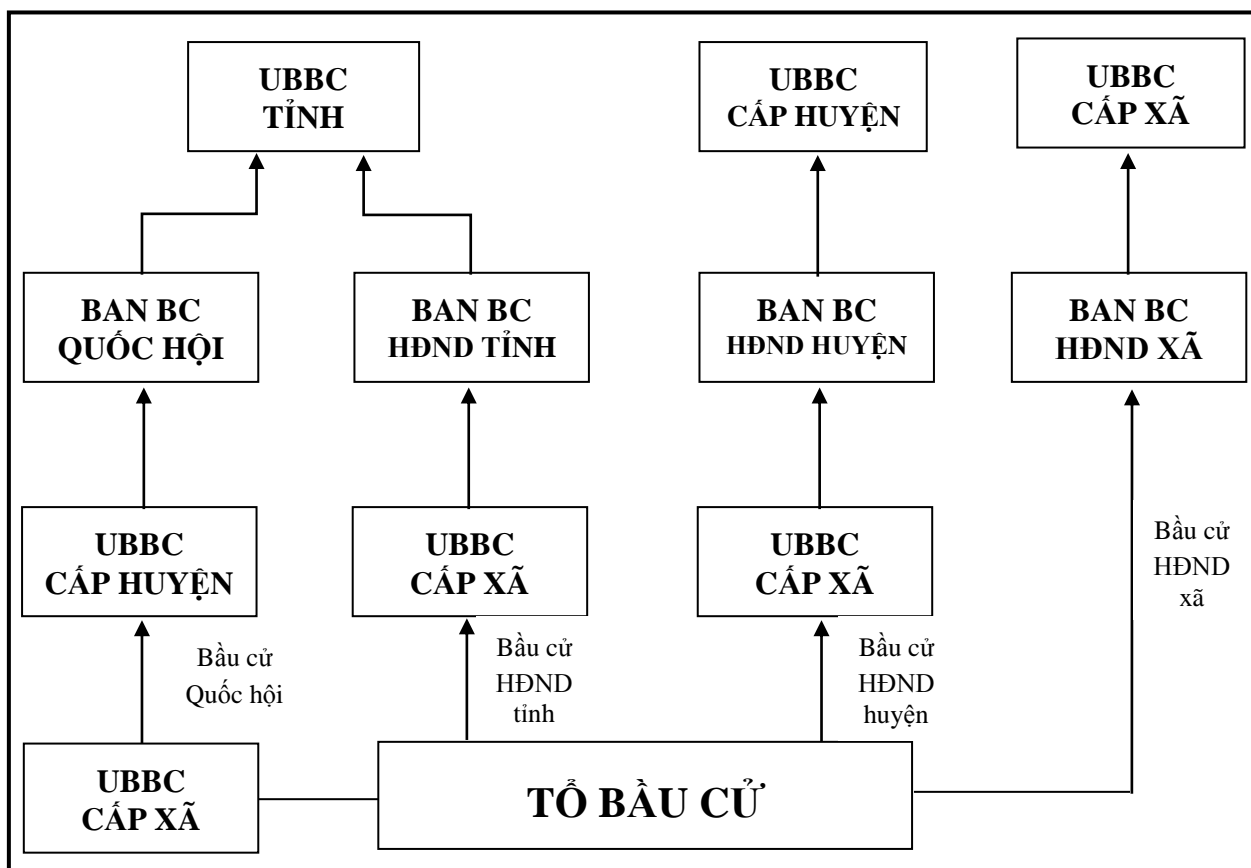 UBBC
TỈNH
UBBC
CẤP HUYỆN
UBBC
CẤP XÃ
BAN BC
QUỐC HỘI
BAN BC
HĐND TỈNH
BAN BC
HĐND HUYỆN
BAN BC
HĐND XÃ
UBBC
CẤP HUYỆN
UBBC
CẤP XÃ
UBBC
CẤP XÃ
Bầu cử
HĐND
xã
Bầu cử
Quốc hội
Bầu cử
HĐND
tỉnh
Bầu cử
HĐND
huyện
UBBC
CẤP XÃ
TỔ BẦU CỬ